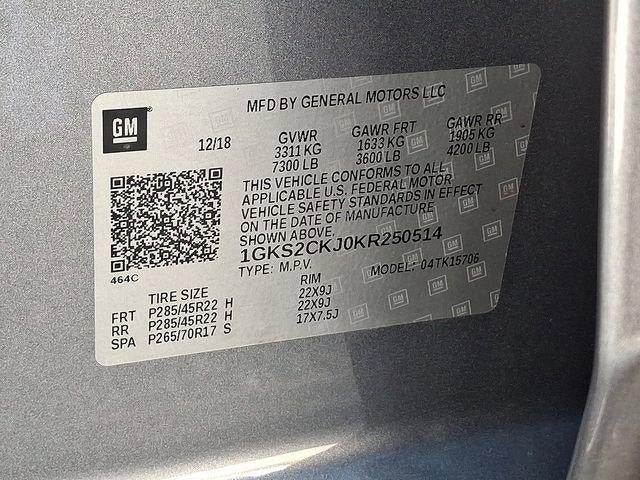 GM
MFD BY GENERAL MOTORS LLC
12/18
GVWR GAWR FRT GAWR RR
3311 KG 1633 KG 1905 KG
7300 LB 3600 LB 4200 LB
THIS VEHICLE CONFORMS TO ALL
APPLICABLE U.S. FEDERAL MOTOR
VEHICLE SAFETY STANDARDS IN EFFECT
ON THE DATE OF MANUFACTURE
SHOWN ABOVE.
1GKS2CKJ0KR250514
464C
TYPE: M.P.V. MODEL: 04TK15706
TIRE SIZE RIM
FRT P285/45R22 H 22X9J
RR P285/45R22 H 22X9J
SPA P265/70R17 S 17X7.5J